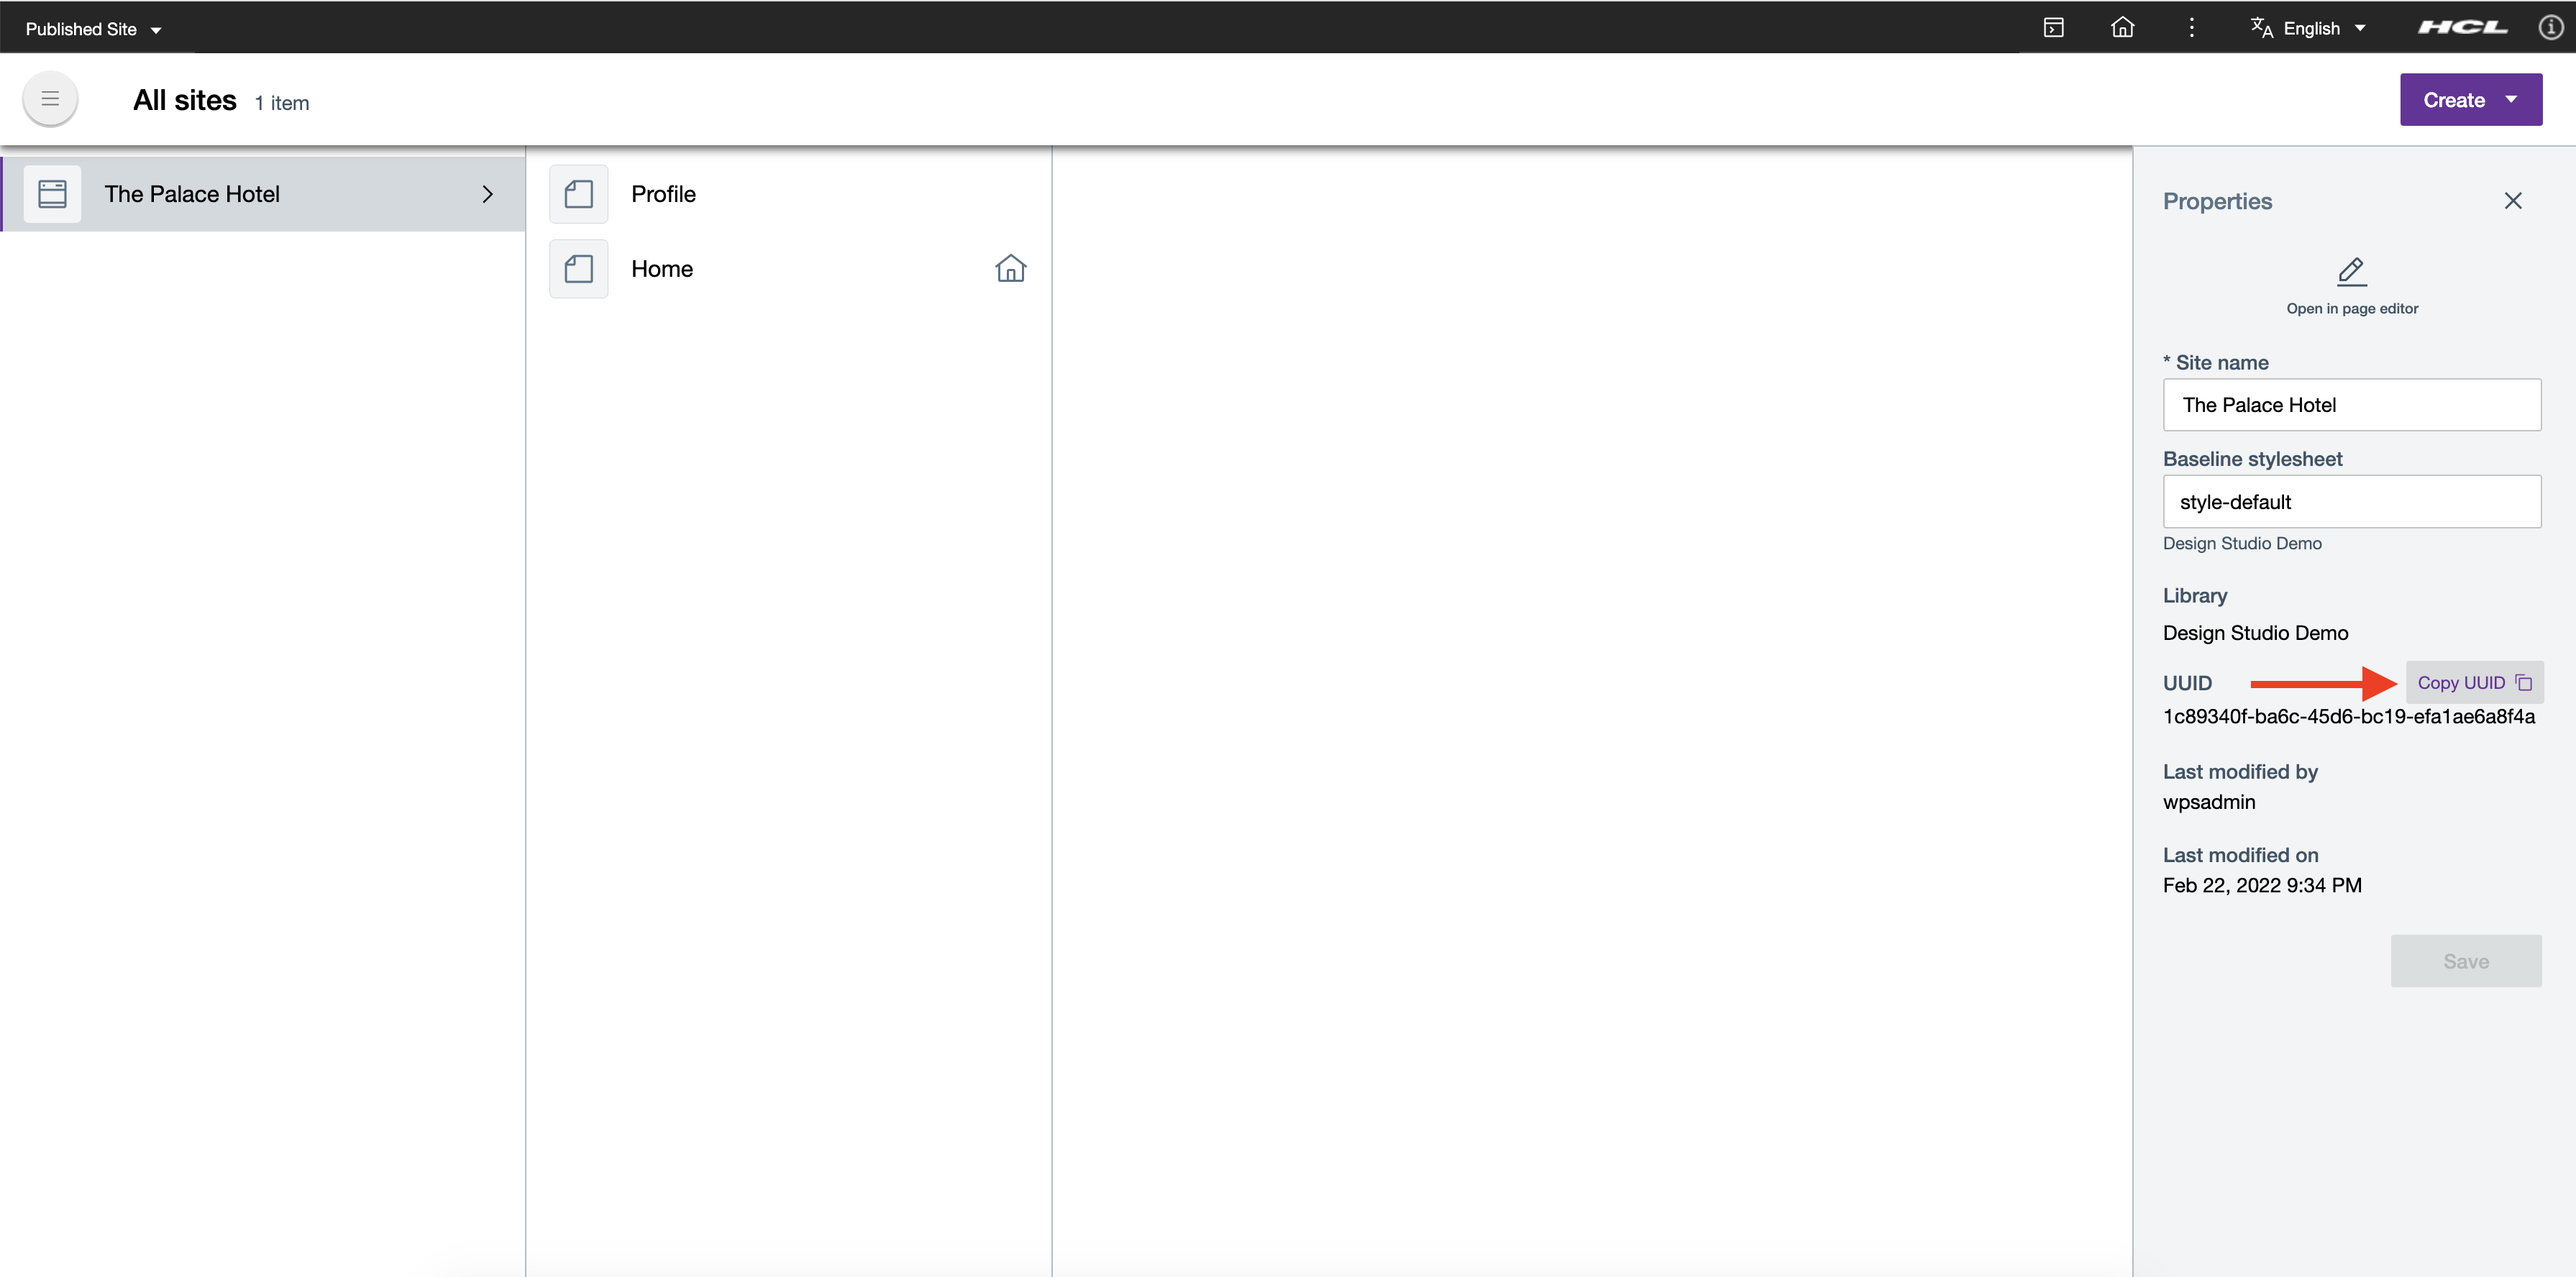 Published Site
English
HCL
All sites 1 item
Create
The Palace Hotel
Profile
Home
Properties
Open in page editor
* Site name
The Palace Hotel
Baseline stylesheet
style-default
Design Studio Demo
Library
Design Studio Demo
UUID Copy UUID
1c89340f-ba6c-45d6-bc19-efa1ae6a8f4a
Last modified by
wpsadmin
Last modified on
Feb 22, 2022 9:34 PM
Save